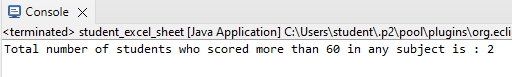 Console
<terminated> student_excel_sheet [Java Application] C:\Users\student\.p2\pool\plugins\org.ecli
Total number of students who scored more than 60 in any subject is : 2